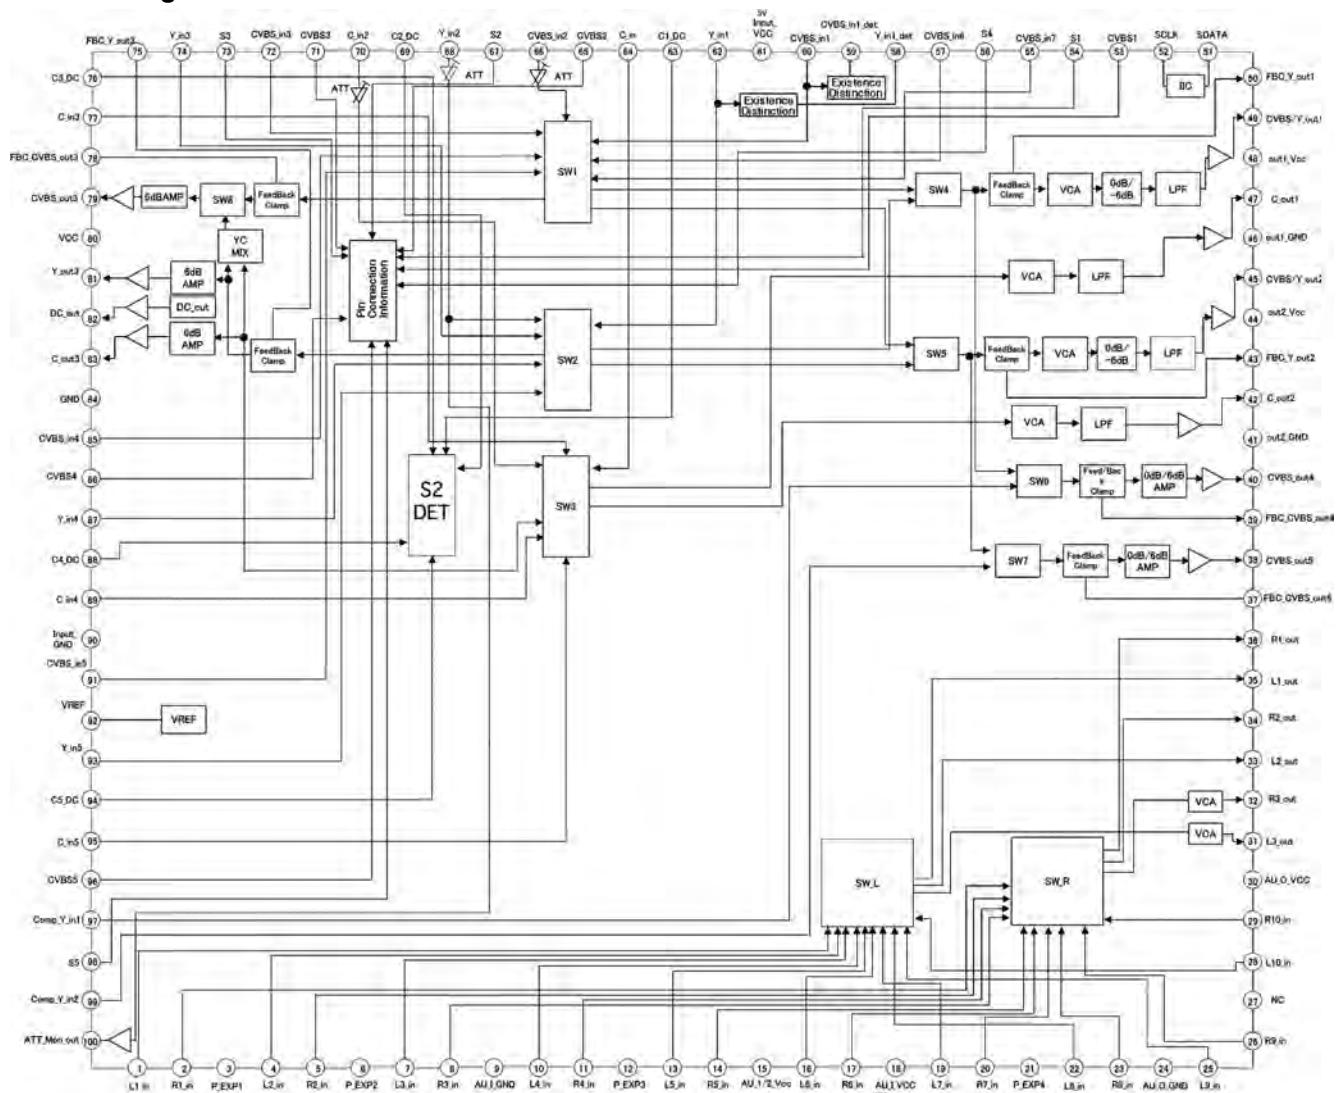 5V
Input_
VCC
CVBS_in1_det
FBC_Y_out3
Y_in3
S3
CVBS_in3
CVBS3
C_in2
C2_DC
Y_in2
S2
CVBS_in2
CVBS2
C_in
C1_DC
Y_in1
CVBS_in1
Y_in1_det
CVBS_in6
S4
CVBS_in7
S1
CVBS1
SCLK
SDATA
75
74
73
72
71
70
69
68
67
66
65
64
63
62
61
60
59
58
57
56
55
54
53
52
51
C3_DC
76
ATT
ATT
ATT
Existence
Distinction
Existence
Distinction
IIC
50
FBC_Y_out1
C_in3
77
49
CVBS/Y_out1
FBC_CVBS_out3
78
48
out1_Vcc
CVBS_out3
79
6dBAMP
SW8
FeedBack
Clamp
SW1
SW4
FeedBack
Clamp
VCA
0dB/
-6dB
LPF
47
C_out1
VCC
80
YC
MIX
46
out1_GND
Y_out3
81
6dB
AMP
Pin
Connection
Information
VCA
LPF
45
CVBS/Y_out2
DC_out
82
DC_out
44
out2_Vcc
C_out3
83
6dB
AMP
FeedBack
Clamp
SW2
SW5
FeedBack
Clamp
VCA
0dB/
-6dB
LPF
43
FBC_Y_out2
GND
84
42
C_out2
CVBS_in4
85
VCA
LPF
41
out2_GND
CVBS4
86
S2
DET
SW3
SW6
Feed/Bac
k
Clamp
0dB/6dB
AMP
40
CVBS_out4
Y_in4
87
39
FBC_CVBS_out4
C4_DC
88
SW7
FeedBack
Clamp
0dB/6dB
AMP
38
CVBS_out5
C_in4
89
37
FBC_CVBS_out5
Input_
GND
90
36
R1_out
CVBS_in5
91
35
L1_out
VREF
92
VREF
34
R2_out
Y_in5
93
33
L2_out
C5_DC
94
VCA
32
R3_out
C_in5
95
VCA
31
L3_out
CVBS5
96
SW_L
SW_R
30
AU_O_VCC
Comp_Y_in1
97
29
R10_in
S5
98
28
L10_in
Comp_Y_in2
99
27
NC
ATT_Mon_out
100
26
R9_in
1
2
3
4
5
6
7
8
9
10
11
12
13
14
15
16
17
18
19
20
21
22
23
24
25
L1_in
R1_in
P_EXP1
L2_in
R2_in
P_EXP2
L3_in
R3_in
AU_I_GND
L4_in
R4_in
P_EXP3
L5_in
R5_in
AU_1/2_Vcc
L6_in
R6_in
AU_I_VCC
L7_in
R7_in
P_EXP4
L8_in
R8_in
AU_O_GND
L9_in